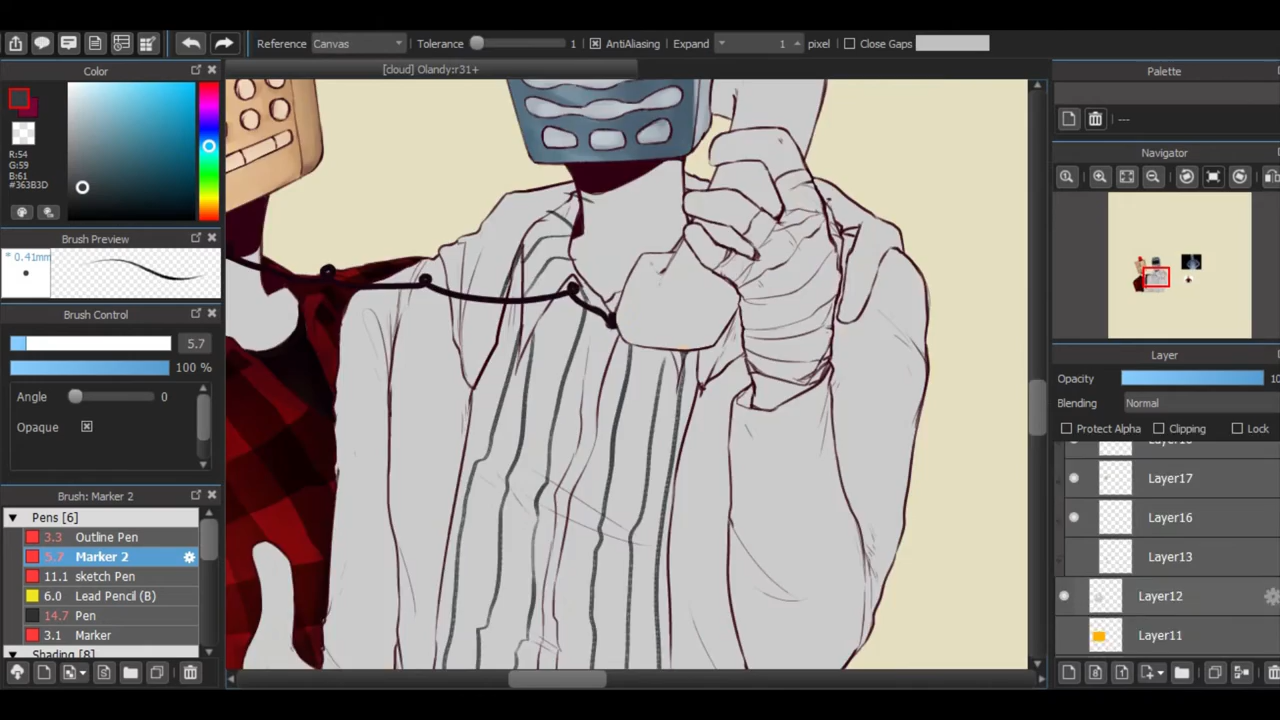 Reference Canvas Tolerance 1 AntiAliasing Expand 1 pixel Close Gaps
Color
[cloud] Olandy:r31+
R:54
G:59
B:61
#363B3D
Brush Preview
* 0.41mm
Brush Control
5.7
100 %
Angle 0
Opaque
Brush: Marker 2
Pens [6]
3.3 Outline Pen
5.7 Marker 2
11.1 sketch Pen
6.0 Lead Pencil (B)
14.7 Pen
3.1 Marker
Shading [8]
Palette
---
Navigator
Layer
Opacity 10
Blending Normal
Protect Alpha Clipping Lock
Layer17
Layer16
Layer13
Layer12
Layer11